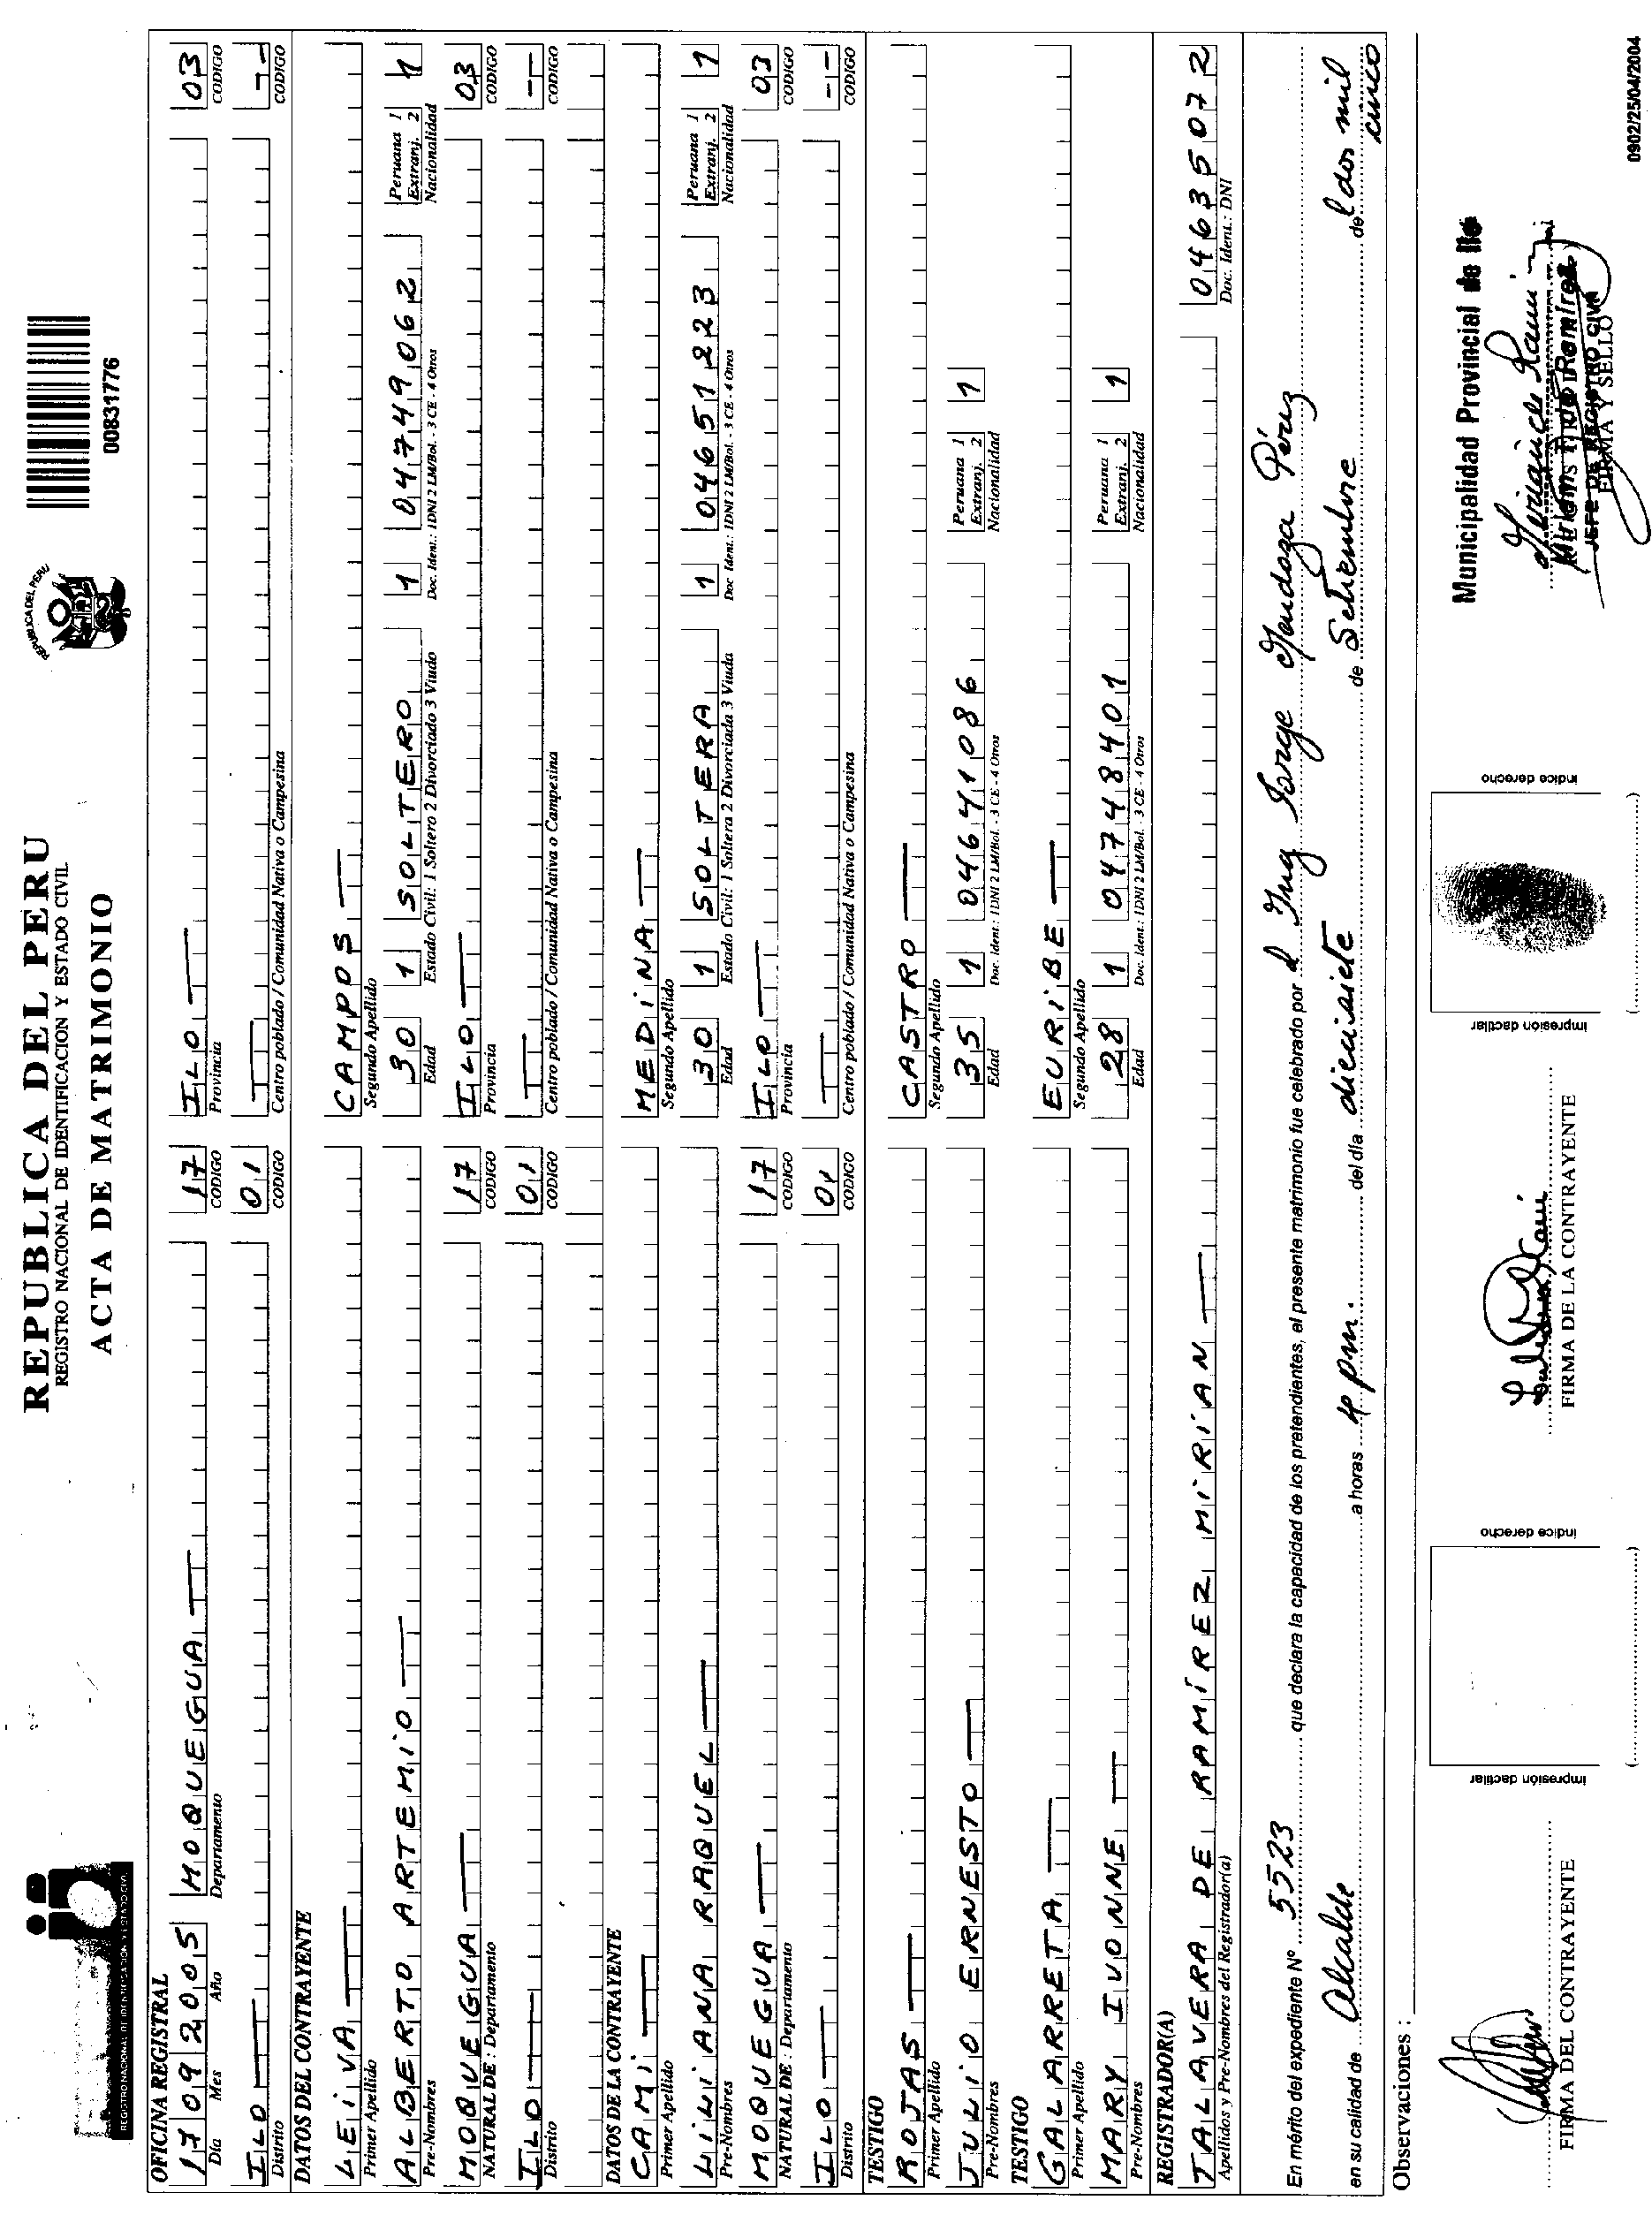 REPUBLICA DEL PERU
REGISTRO NACIONAL DE IDENTIFICACION Y ESTADO CIVIL
ACTA DE MATRIMONIO
REGISTRO NACIONAL DE IDENTIFICACION Y ESTADO CIVIL
REPUBLICA DEL PERU
00831776
OFICINA REGISTRAL
17 09 2005 MOQUEGUA 17 ILO 03
Día Mes Año Departamento CODIGO Provincia CODIGO
ILO 01 --
Distrito CODIGO Centro poblado / Comunidad Nativa o Campesina CODIGO
DATOS DEL CONTRAYENTE
LEIVA CAMPOS
Primer Apellido Segundo Apellido
ALBERTO ARTEMIO 30 1 SOLTERO 1 04749062 Peruana 1 Extranj. 2 1
Pre-Nombres Edad Estado Civil: 1 Soltero 2 Divorciado 3 Viudo Doc. Ident.: 1DNI 2 LM/Bol. - 3 CE - 4 Otros Nacionalidad
MOQUEGUA 17 ILO 03
NATURAL DE : Departamento CODIGO Provincia CODIGO
ILO 01 --
Distrito CODIGO Centro poblado / Comunidad Nativa o Campesina CODIGO
DATOS DE LA CONTRAYENTE
CAMI MEDINA
Primer Apellido Segundo Apellido
LILIANA RAQUEL 30 1 SOLTERA 1 04651223 Peruana 1 Extranj. 2 1
Pre-Nombres Edad Estado Civil: 1 Soltera 2 Divorciada 3 Viuda Doc Ident.: 1DNI 2 LM/Bol. - 3 CE - 4 Otros Nacionalidad
MOQUEGUA 17 ILO 03
NATURAL DE : Departamento CODIGO Provincia CODIGO
ILO 01 --
Distrito CODIGO Centro poblado / Comunidad Nativa o Campesina CODIGO
TESTIGO
ROJAS CASTRO
Primer Apellido Segundo Apellido
JULIO ERNESTO 35 1 04641086 Peruana 1 Extranj. 2 1
Pre-Nombres Edad Doc. Ident.: 1DNI 2 LM/Bol. - 3 CE - 4 Otros Nacionalidad
TESTIGO
GALARRETA EURIBE
Primer Apellido Segundo Apellido
MARY IVONNE 28 1 04748401 Peruana 1 Extranj. 2 1
Pre-Nombres Edad Doc. Ident.: 1DNI 2 LM/Bol. - 3 CE - 4 Otros Nacionalidad
REGISTRADOR(A)
TALAVERA DE RAMÍREZ MIRIAN 04635072
Apellidos y Pre-Nombres del Registrador(a) Doc. Ident.: DNI
En mérito del expediente Nº 5523 que declara la capacidad de los pretendientes, el presente matrimonio fue celebrado por el Ing Jorge Mendoza Pérez
en su calidad de Alcalde a horas 4 pm. del día diecisiete de Setiembre de l dos mil
cinco
Observaciones :
Municipalidad Provincial de Ilo
JEFE DE REGISTRO CIVIL
FIRMA Y SELLO
FIRMA DEL CONTRAYENTE
impresión dactilar
índice derecho
FIRMA DE LA CONTRAYENTE
impresión dactilar
índice derecho
0902/25/04/2004